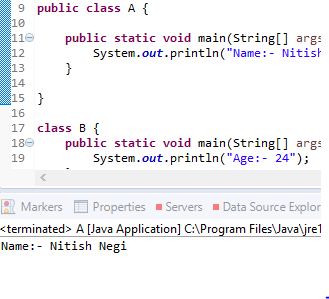 9 public class A {
10
11 public static void main(String[] args
12 System.out.println("Name:- Nitish
13 }
14
15 }
16
17 class B {
18 public static void main(String[] args
19 System.out.println("Age:- 24");
Markers Properties Servers Data Source Explor
<terminated> A [Java Application] C:\Program Files\Java\jre1
Name:- Nitish Negi